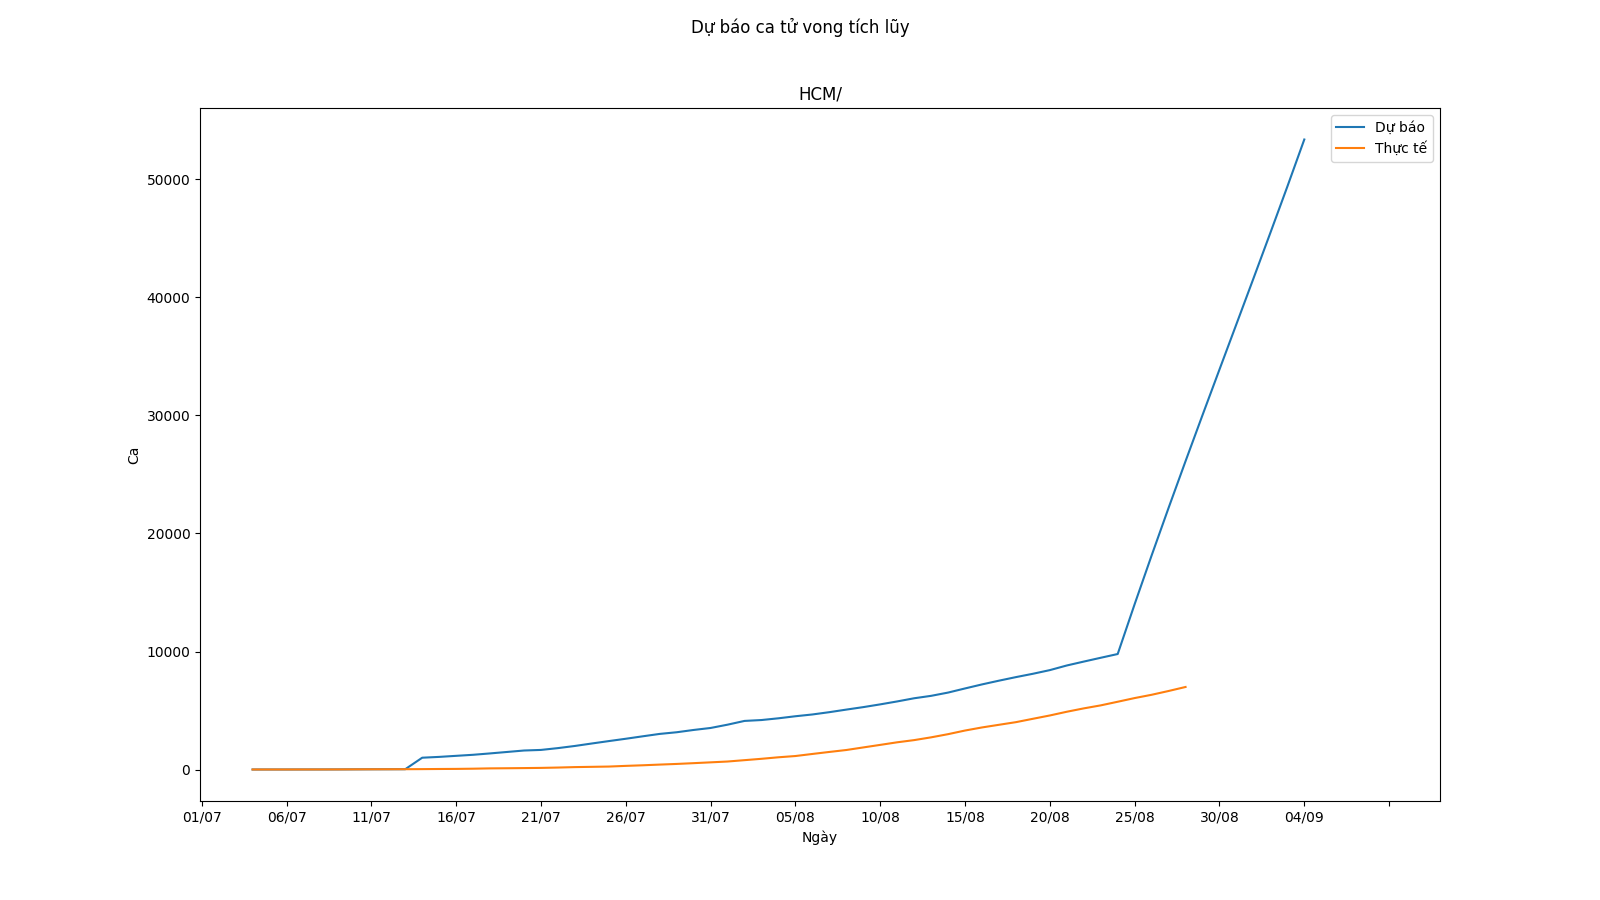 Dự báo ca tử vong tích lũy
HCM/
Dự báo
Thực tế
50000
40000
30000
20000
10000
0
Ca
01/07 06/07 11/07 16/07 21/07 26/07 31/07 05/08 10/08 15/08 20/08 25/08 30/08 04/09
Ngày